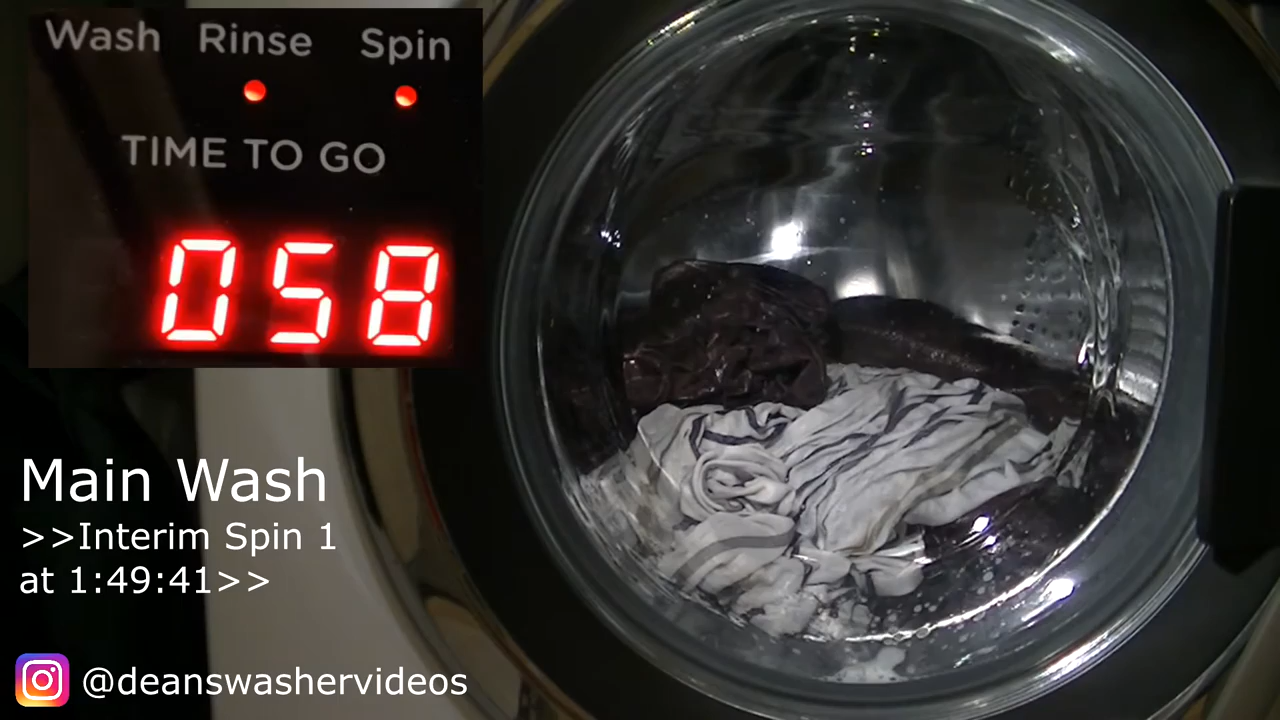 Wash Rinse Spin
TIME TO GO
058
Main Wash
>>Interim Spin 1
at 1:49:41>>
@deanswashervideos